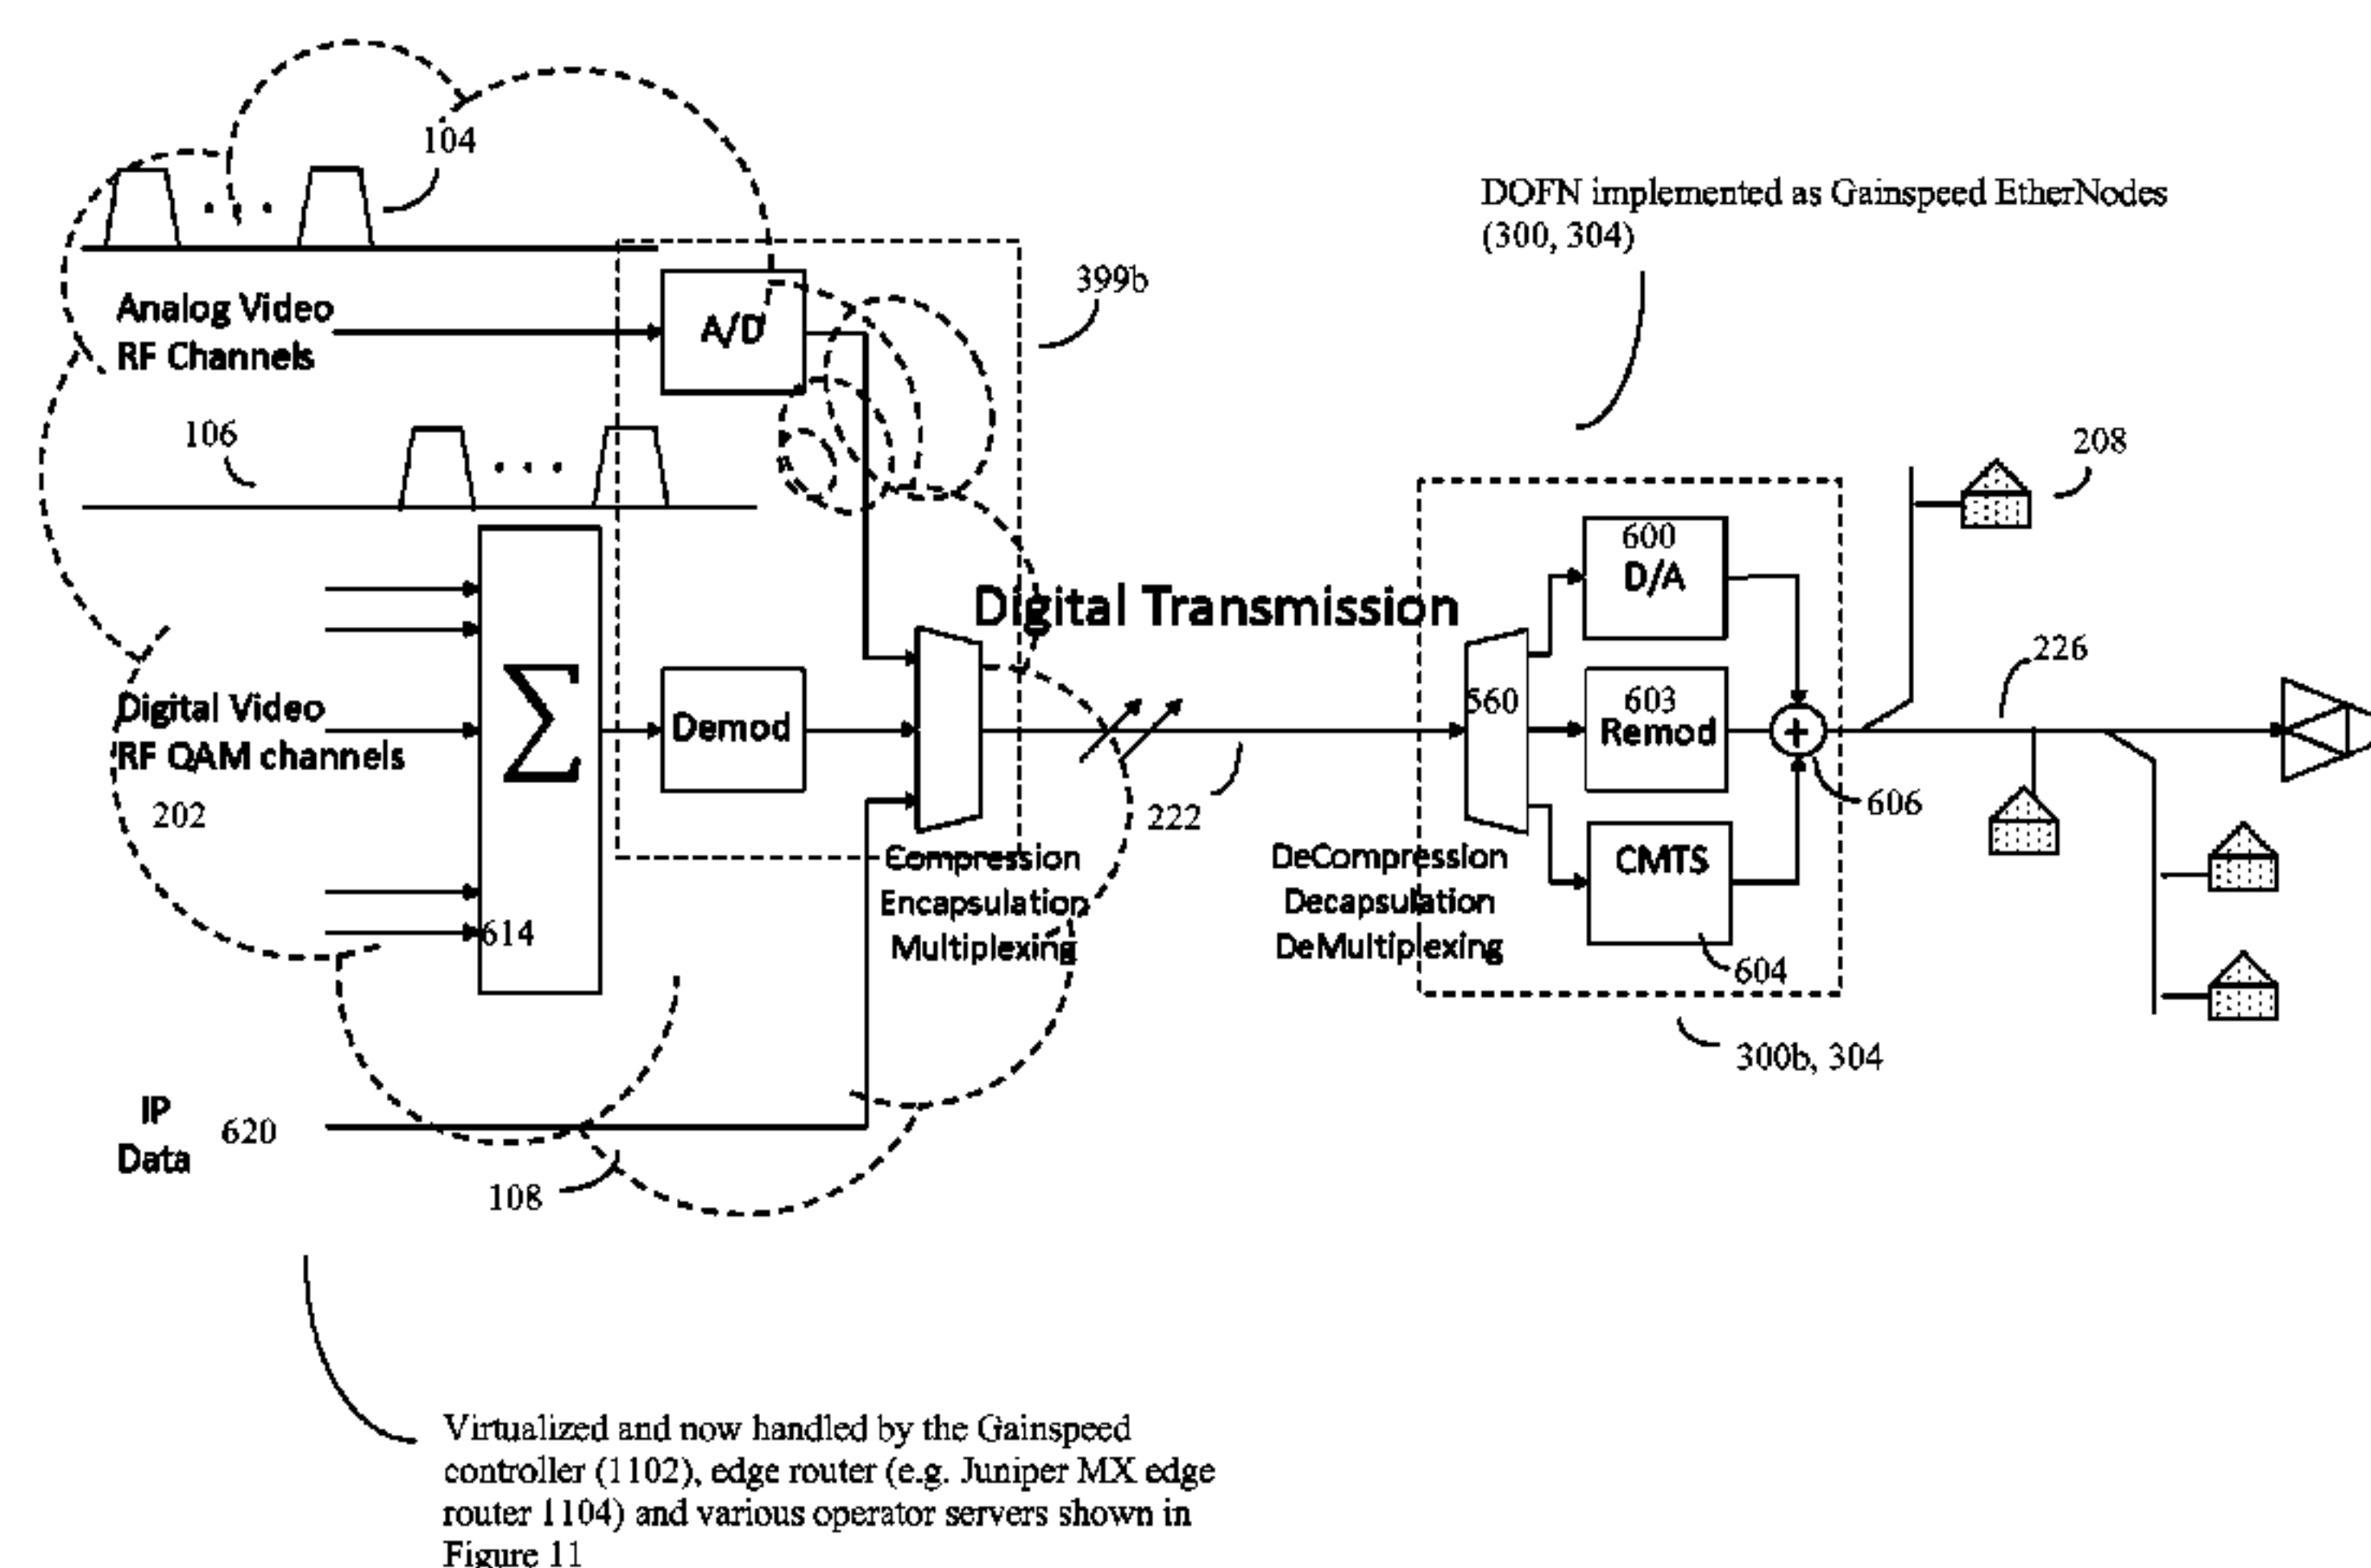 104
DOFN implemented as Gainspeed EtherNodes
(300, 304)
399b
Analog Video
RF Channels
A/D
106
208
600
D/A
Digital Transmission
226
560
603
Remod
Digital Video
RF QAM channels
202
Σ
Demod
+
606
222
614
Compression
Encapsulation
Multiplexing
DeCompression
Decapsulation
DeMultiplexing
CMTS
604
300b, 304
IP
Data
620
108
Virtualized and now handled by the Gainspeed
controller (1102), edge router (e.g. Juniper MX edge
router 1104) and various operator servers shown in
Figure 11